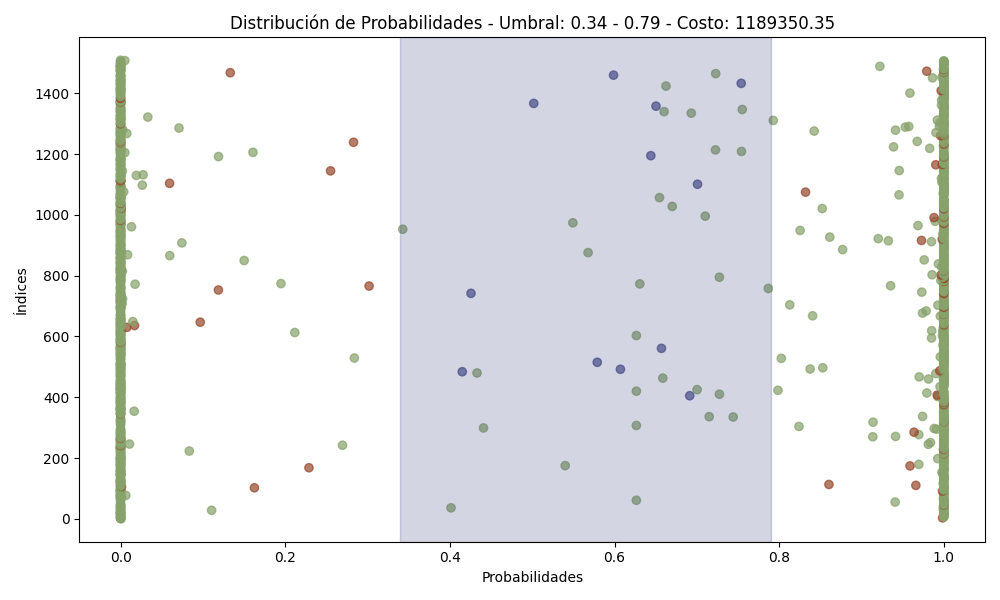 Distribución de Probabilidades - Umbral: 0.34 - 0.79 - Costo: 1189350.35
1400
1200
1000
800
600
400
200
0
Índices
0.0 0.2 0.4 0.6 0.8 1.0
Probabilidades